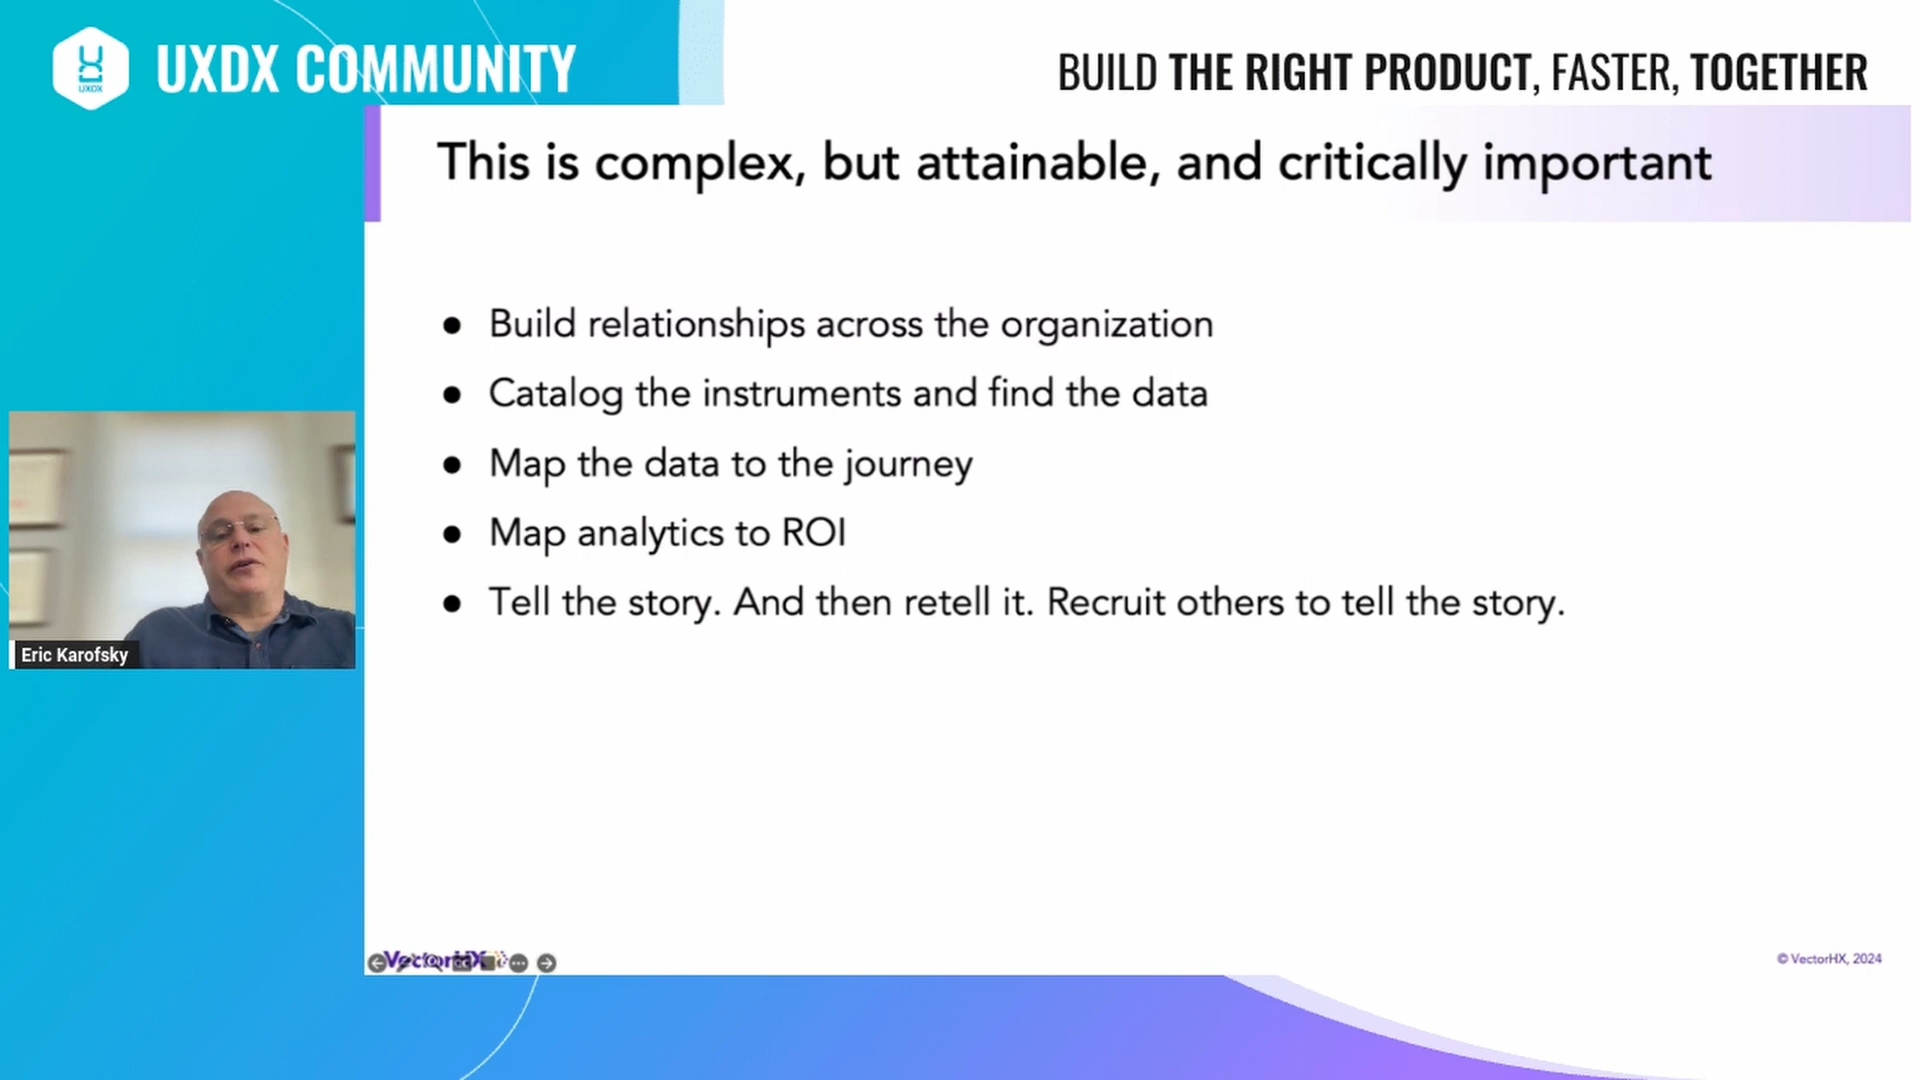 UXDX
UXDX COMMUNITY
BUILD THE RIGHT PRODUCT, FASTER, TOGETHER
This is complex, but attainable, and critically important
● Build relationships across the organization
● Catalog the instruments and find the data
● Map the data to the journey
● Map analytics to ROI
● Tell the story. And then retell it. Recruit others to tell the story.
Eric Karofsky
VectorHX
© VectorHX, 2024